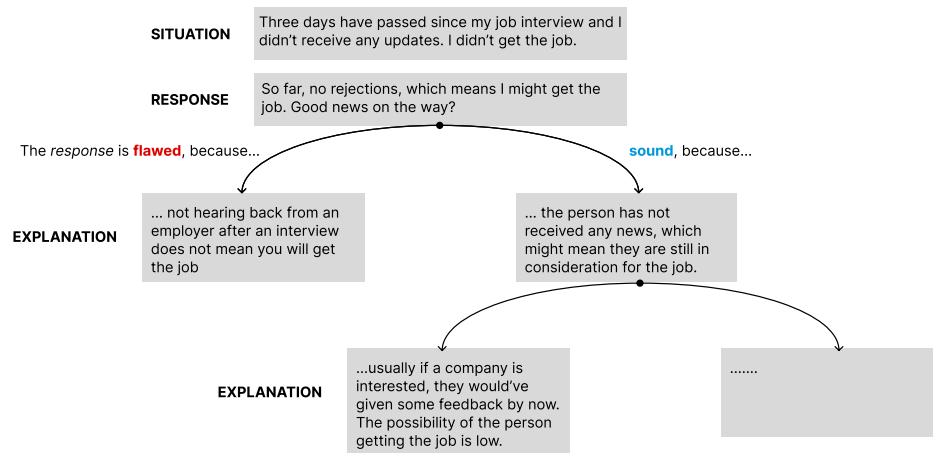 SITUATION
Three days have passed since my job interview and I
didn’t receive any updates. I didn’t get the job.
RESPONSE
So far, no rejections, which means I might get the
job. Good news on the way?
The response is flawed, because...
sound, because...
EXPLANATION
... not hearing back from an
employer after an interview
does not mean you will get
the job
... the person has not
received any news, which
might mean they are still in
consideration for the job.
EXPLANATION
...usually if a company is
interested, they would’ve
given some feedback by now.
The possibility of the person
getting the job is low.
.......